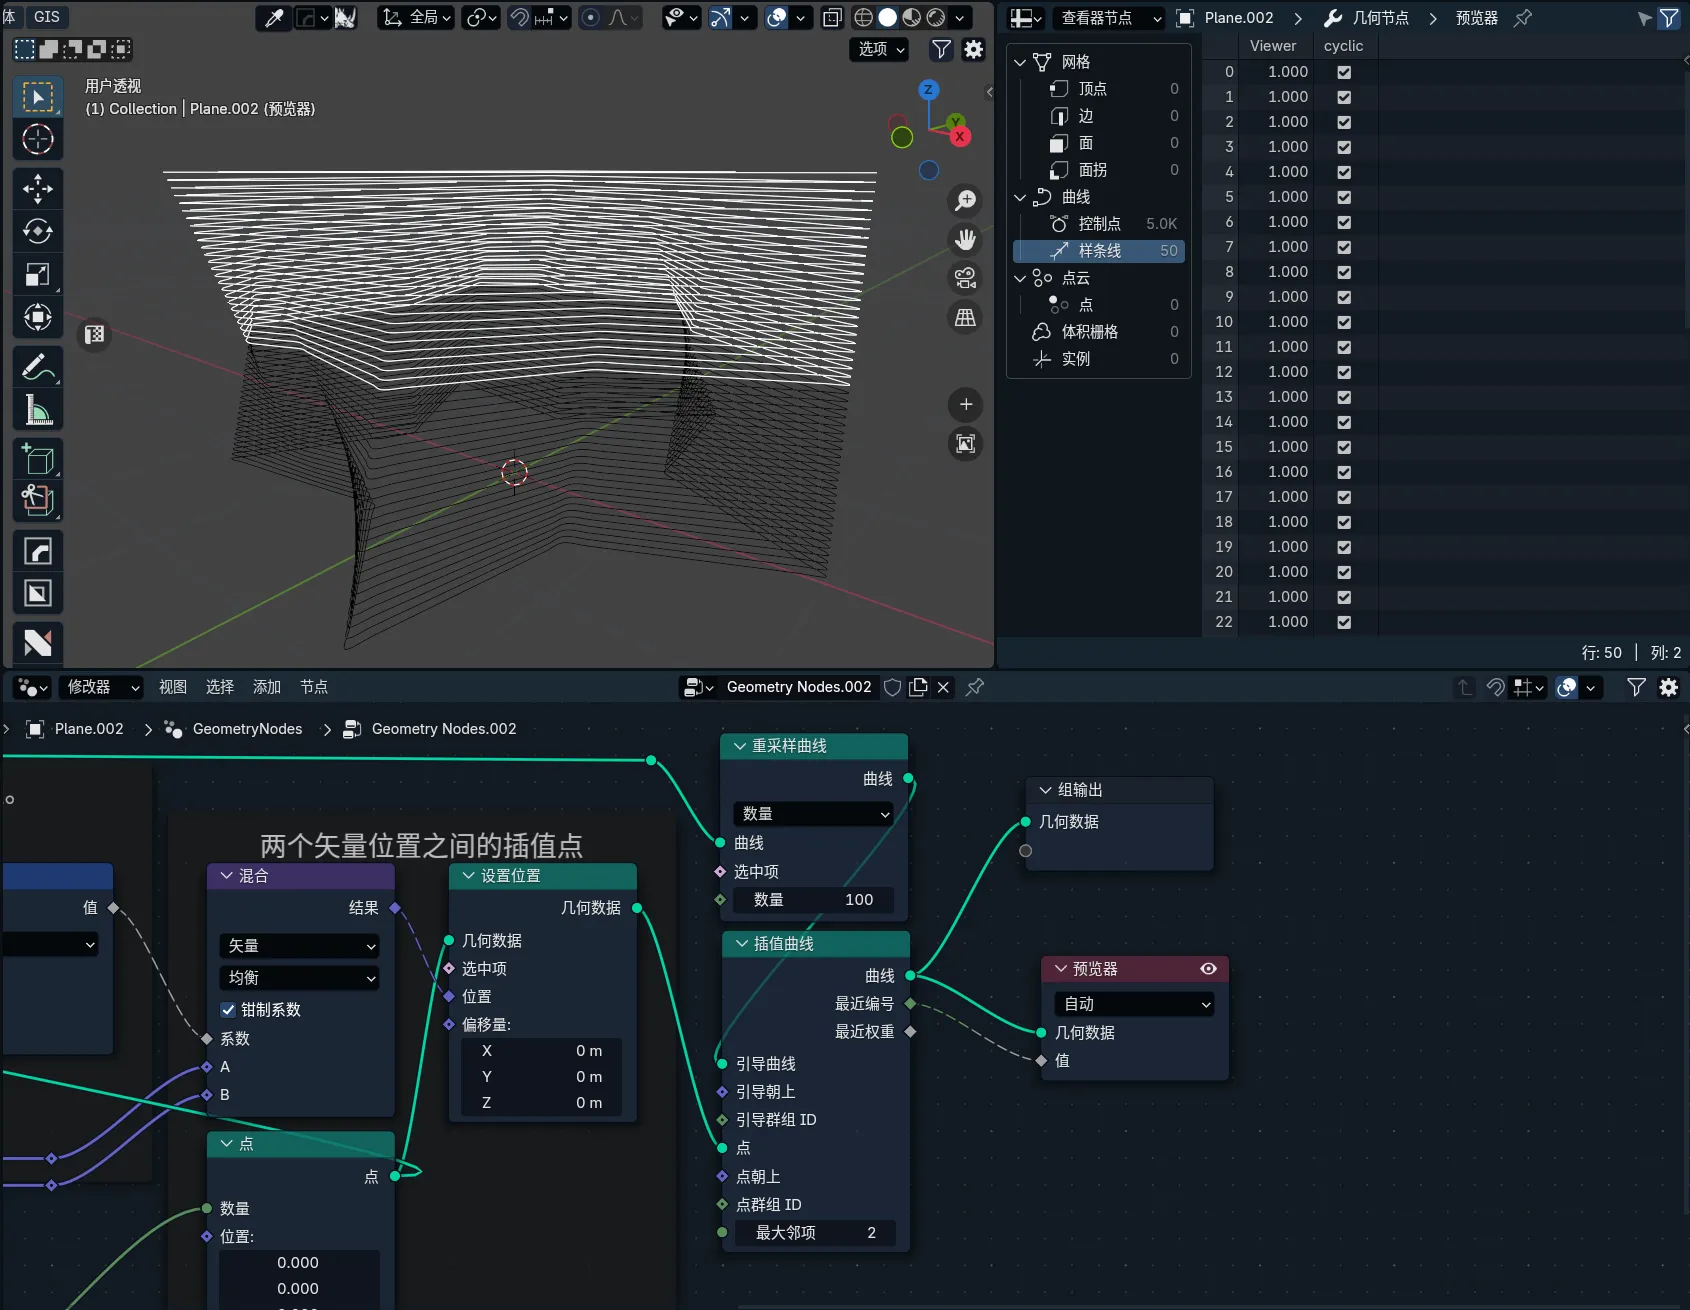 体 GIS 全局
选项
用户透视
(1) Collection | Plane.002 (预览器)
Z
Y
X
查看器节点 Plane.002 几何节点 预览器
网格
顶点 0
边 0
面 0
面拐 0
曲线
控制点 5.0K
样条线 50
点云
点 0
体积栅格 0
实例 0
Viewer cyclic
0 1.000
1 1.000
2 1.000
3 1.000
4 1.000
5 1.000
6 1.000
7 1.000
8 1.000
9 1.000
10 1.000
11 1.000
12 1.000
13 1.000
14 1.000
15 1.000
16 1.000
17 1.000
18 1.000
19 1.000
20 1.000
21 1.000
22 1.000
行: 50 | 列: 2
修改器 视图 选择 添加 节点 Geometry Nodes.002
Plane.002 GeometryNodes Geometry Nodes.002
两个矢量位置之间的插值点
值
混合
结果
矢量
均衡
钳制系数
系数
A
B
点
点
数量
位置:
0.000
0.000
设置位置
几何数据
几何数据
选中项
位置
偏移量:
X 0 m
Y 0 m
Z 0 m
重采样曲线
曲线
数量
曲线
选中项
数量 100
插值曲线
曲线
最近编号
最近权重
引导曲线
引导朝上
引导群组 ID
点
点朝上
点群组 ID
最大邻项 2
组输出
几何数据
预览器
自动
几何数据
值